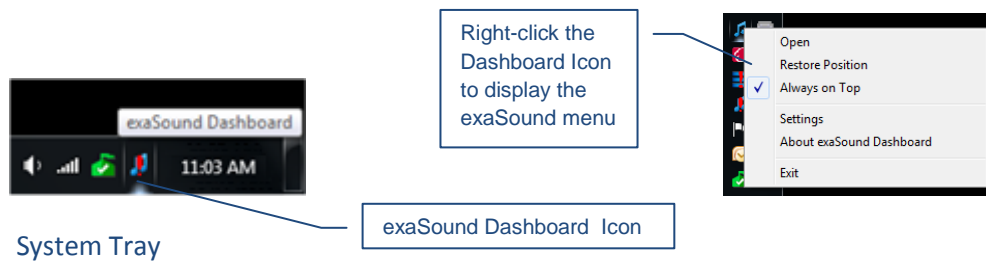 Right-click the
Dashboard Icon
to display the
exaSound menu
Open
Restore Position
Always on Top
Settings
About exaSound Dashboard
Exit
exaSound Dashboard
11:03 AM
exaSound Dashboard Icon
System Tray